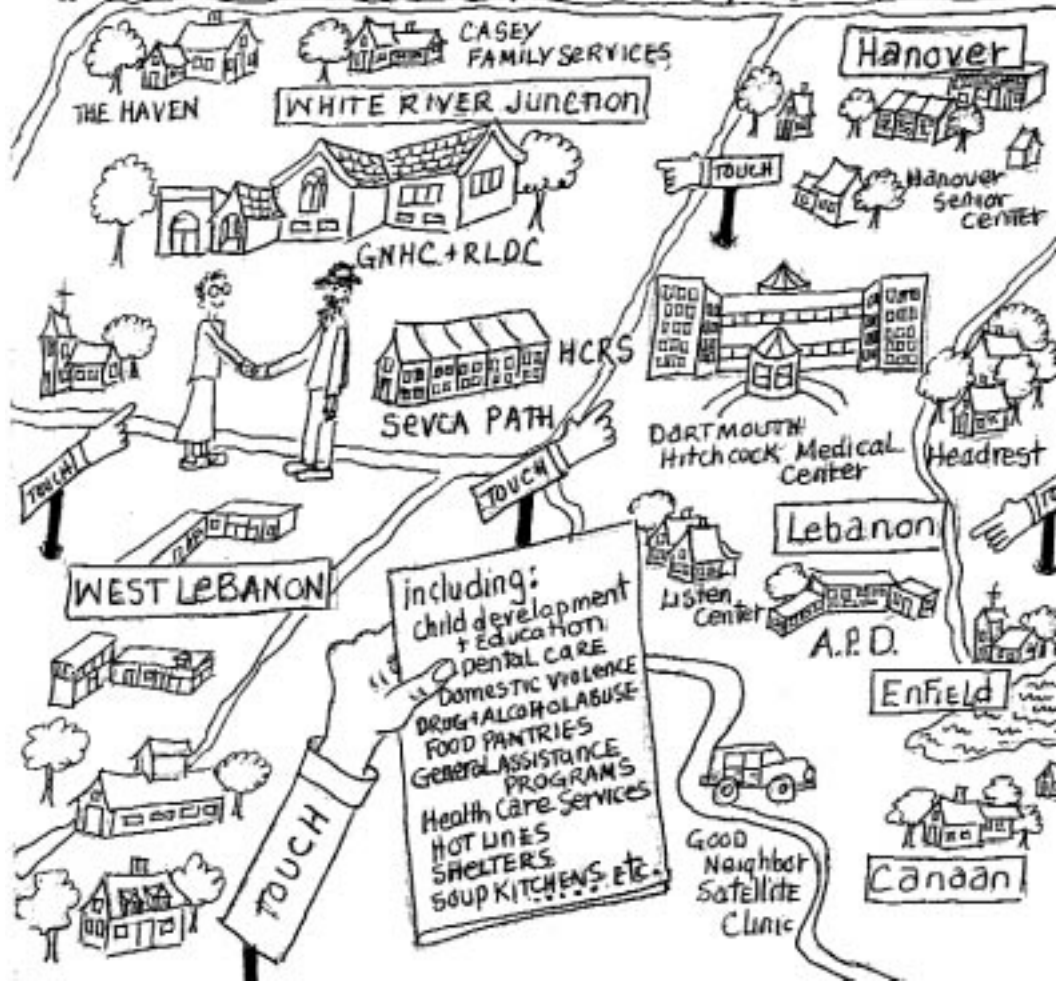 CASEY
FAMILY SERVICES
Hanover
THE HAVEN
WHITE RIVER JUNCTION
TOUCH
Hanover
Senior
Center
GNHC + RLDC
HCRS
SEVCA PATH
DARTMOUTH
Hitchcock Medical
Center
Headrest
TOUCH
TOUCH
Lebanon
WEST LEBANON
Listen
Center
A.P.D.
including:
Child development
+ Education
DENTAL CARE
Domestic Violence
DRUG + ALCOHOL ABUSE
FOOD PANTRIES
General ASSISTANCE
PROGRAMS
Health Care Services
HOT LINES
SHELTERS
SOUP KITCHENS, Etc....
EnFiELd
TOUCH
GOOD
Neighbor
Satellite
Clinic
Canaan